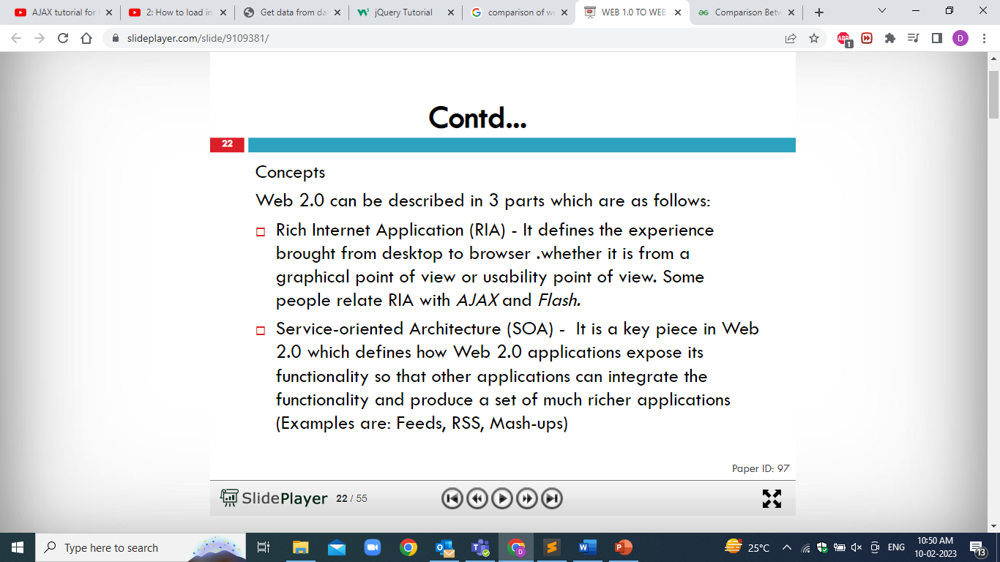 AJAX tutorial for
2: How to load in
Get data from da
jQuery Tutorial
comparison of we
WEB 1.0 TO WEB
Comparison Betw
slideplayer.com/slide/9109381/
ABP
1
D
Contd...
22
Concepts
Web 2.0 can be described in 3 parts which are as follows:
Rich Internet Application (RIA) - It defines the experience
brought from desktop to browser .whether it is from a
graphical point of view or usability point of view. Some
people relate RIA with AJAX and Flash.
Service-oriented Architecture (SOA) - It is a key piece in Web
2.0 which defines how Web 2.0 applications expose its
functionality so that other applications can integrate the
functionality and produce a set of much richer applications
(Examples are: Feeds, RSS, Mash-ups)
Paper ID: 97
SlidePlayer 22 / 55
Type here to search
25°C
ENG
10:50 AM
10-02-2023
13